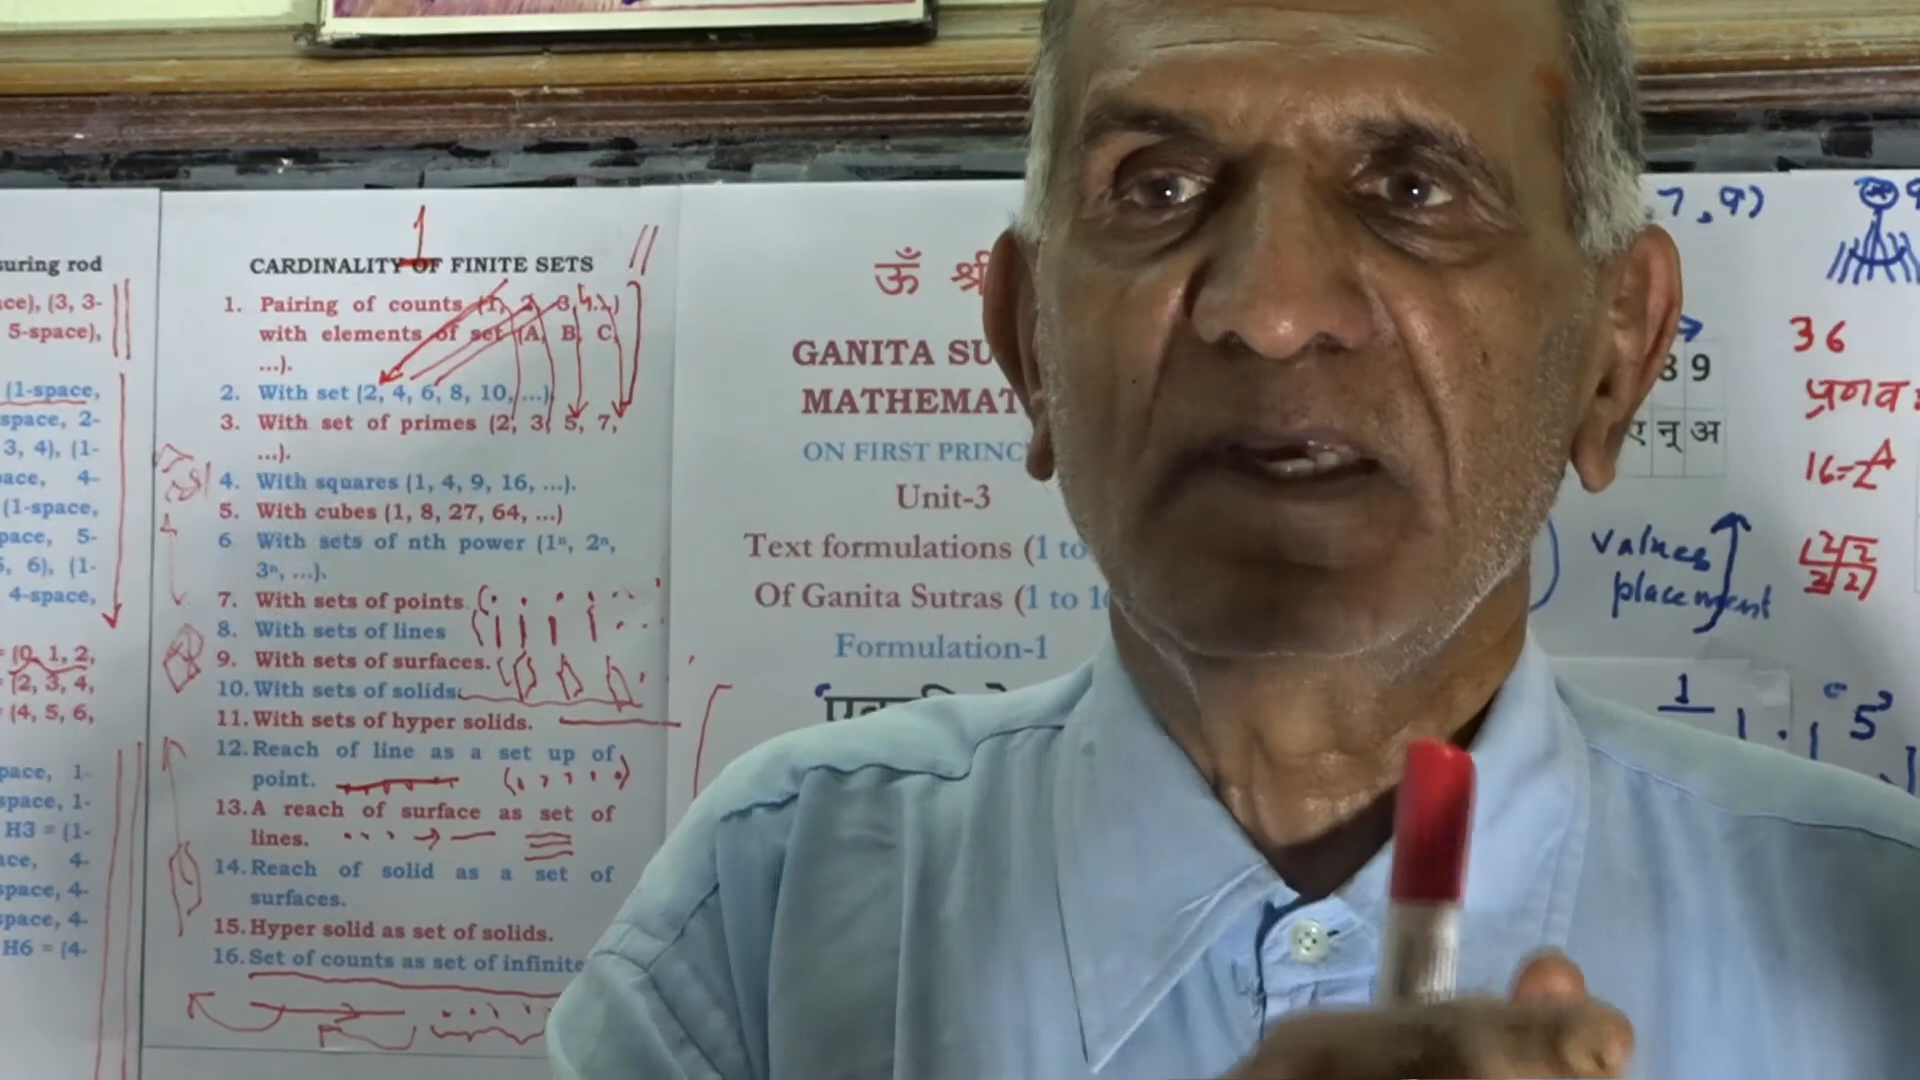 suring rod
ce), (3, 3-
5-space),
(1-space,
space, 2-
3, 4), (1-
pace, 4-
(1-space,
pace, 5-
5, 6), (1-
4-space,
= (0, 1, 2,
= (2, 3, 4,
= (4, 5, 6,
pace, 1-
space, 1-
H3 = (1-
ace, 4-
space, 4-
space, 4-
H6 = (4-
1
CARDINALITY OF FINITE SETS
1. Pairing of counts (1, 2, 3, 4..)
with elements of set (A, B, C,
...).
2. With set (2, 4, 6, 8, 10, ...)
3. With set of primes (2, 3, 5, 7,
...).
4. With squares (1, 4, 9, 16, ...).
5. With cubes (1, 8, 27, 64, ...)
6 With sets of nth power (1ⁿ, 2ⁿ,
3ⁿ, ...).
7. With sets of points.
8. With sets of lines
9. With sets of surfaces.
10. With sets of solids.
11. With sets of hyper solids.
12. Reach of line as a set up of
point.
13. A reach of surface as set of
lines.
14. Reach of solid as a set of
surfaces.
15. Hyper solid as set of solids.
16. Set of counts as set of infinite
ॐ श्री
GANITA SU
MATHEMAT
ON FIRST PRINC
Unit-3
Text formulations (1 to
Of Ganita Sutras (1 to 16
Formulation-1
7, 9)
8 9
ए न् अ
values
placement
36
प्रणव
1
5